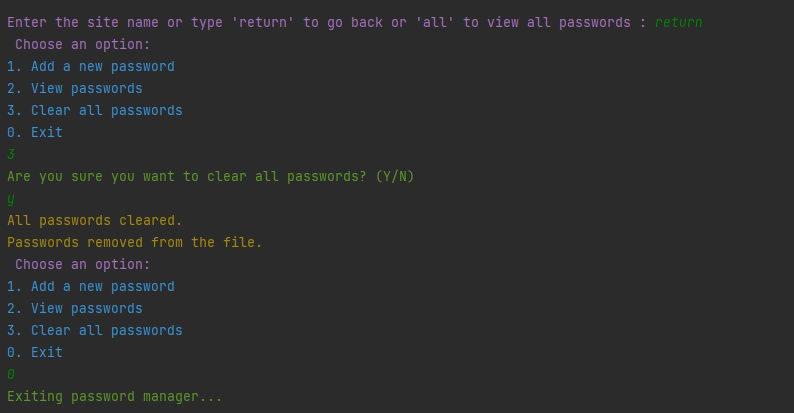 Enter the site name or type 'return' to go back or 'all' to view all passwords : return
Choose an option:
1. Add a new password
2. View passwords
3. Clear all passwords
0. Exit
3
Are you sure you want to clear all passwords? (Y/N)
y
All passwords cleared.
Passwords removed from the file.
Choose an option:
1. Add a new password
2. View passwords
3. Clear all passwords
0. Exit
0
Exiting password manager...